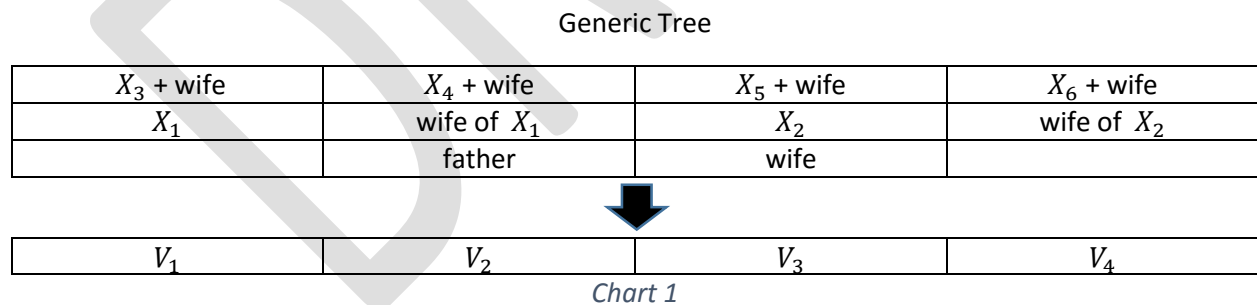 Generic Tree
X₃ + wife X₄ + wife X₅ + wife X₆ + wife
X₁ wife of X₁ X₂ wife of X₂
father wife
V₁ V₂ V₃ V₄
Chart 1